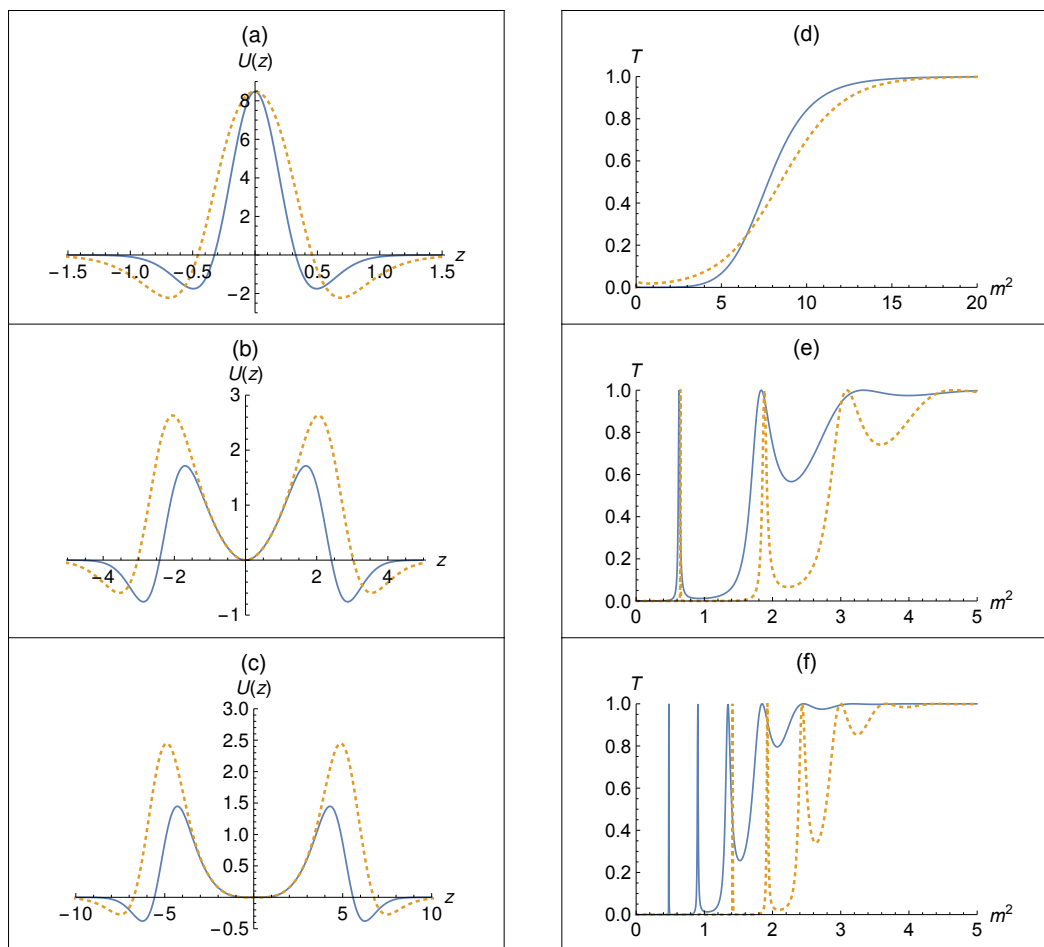 (a)
U(z)
8
6
4
2
−2
−1.5 −1.0 −0.5 0.5 1.0 1.5 z
(d)
T
1.0
0.8
0.6
0.4
0.2
0.0
0 5 10 15 20 m²
(b)
U(z)
3
2
1
−1
−4 −2 2 4 z
(e)
T
1.0
0.8
0.6
0.4
0.2
0.0
0 1 2 3 4 5 m²
(c)
U(z)
3.0
2.5
2.0
1.5
1.0
0.5
−0.5
−10 −5 5 10 z
(f)
T
1.0
0.8
0.6
0.4
0.2
0.0
0 1 2 3 4 5 m²